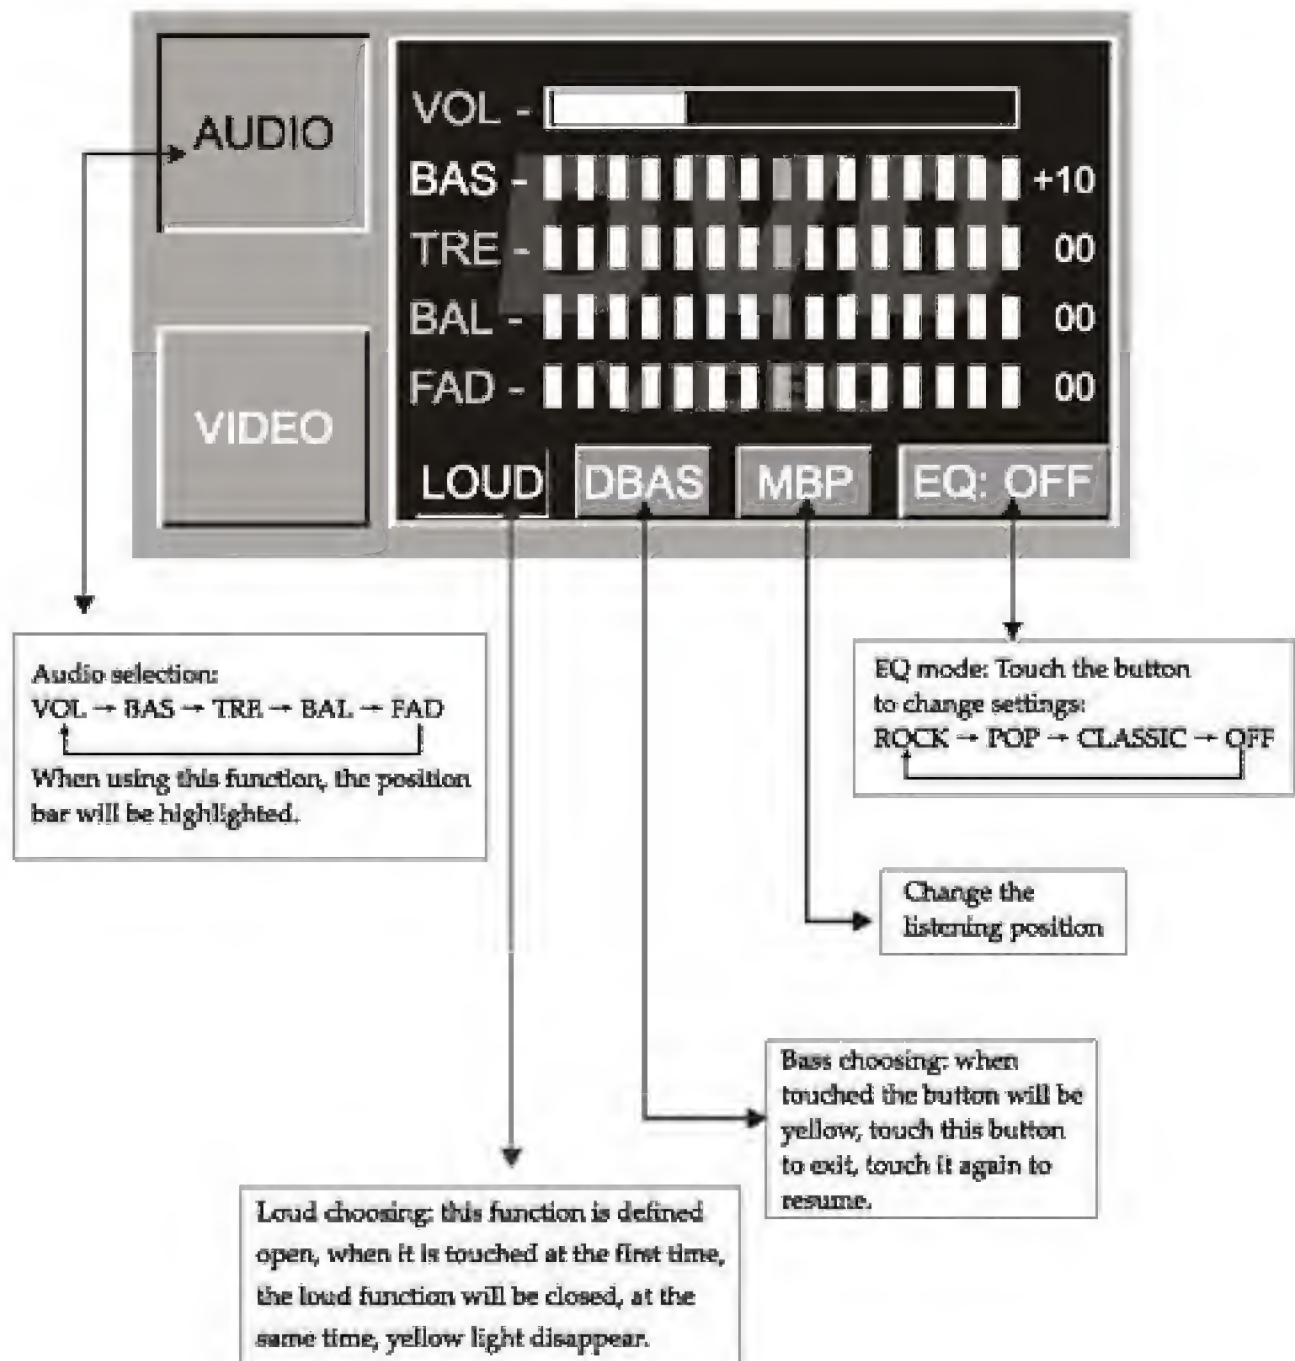 AUDIO
VIDEO
VOL -
BAS - +10
TRE - 00
BAL - 00
FAD - 00
LOUD DBAS MBP EQ: OFF
Audio selection:
VOL → BAS → TRE → BAL → FAD
When using this function, the position
bar will be highlighted.
EQ mode: Touch the button
to change settings:
ROCK → POP → CLASSIC → OFF
Change the
listening position
Bass choosing: when
touched the button will be
yellow, touch this button
to exit, touch it again to
resume.
Loud choosing: this function is defined
open, when it is touched at the first time,
the loud function will be closed, at the
same time, yellow light disappear.